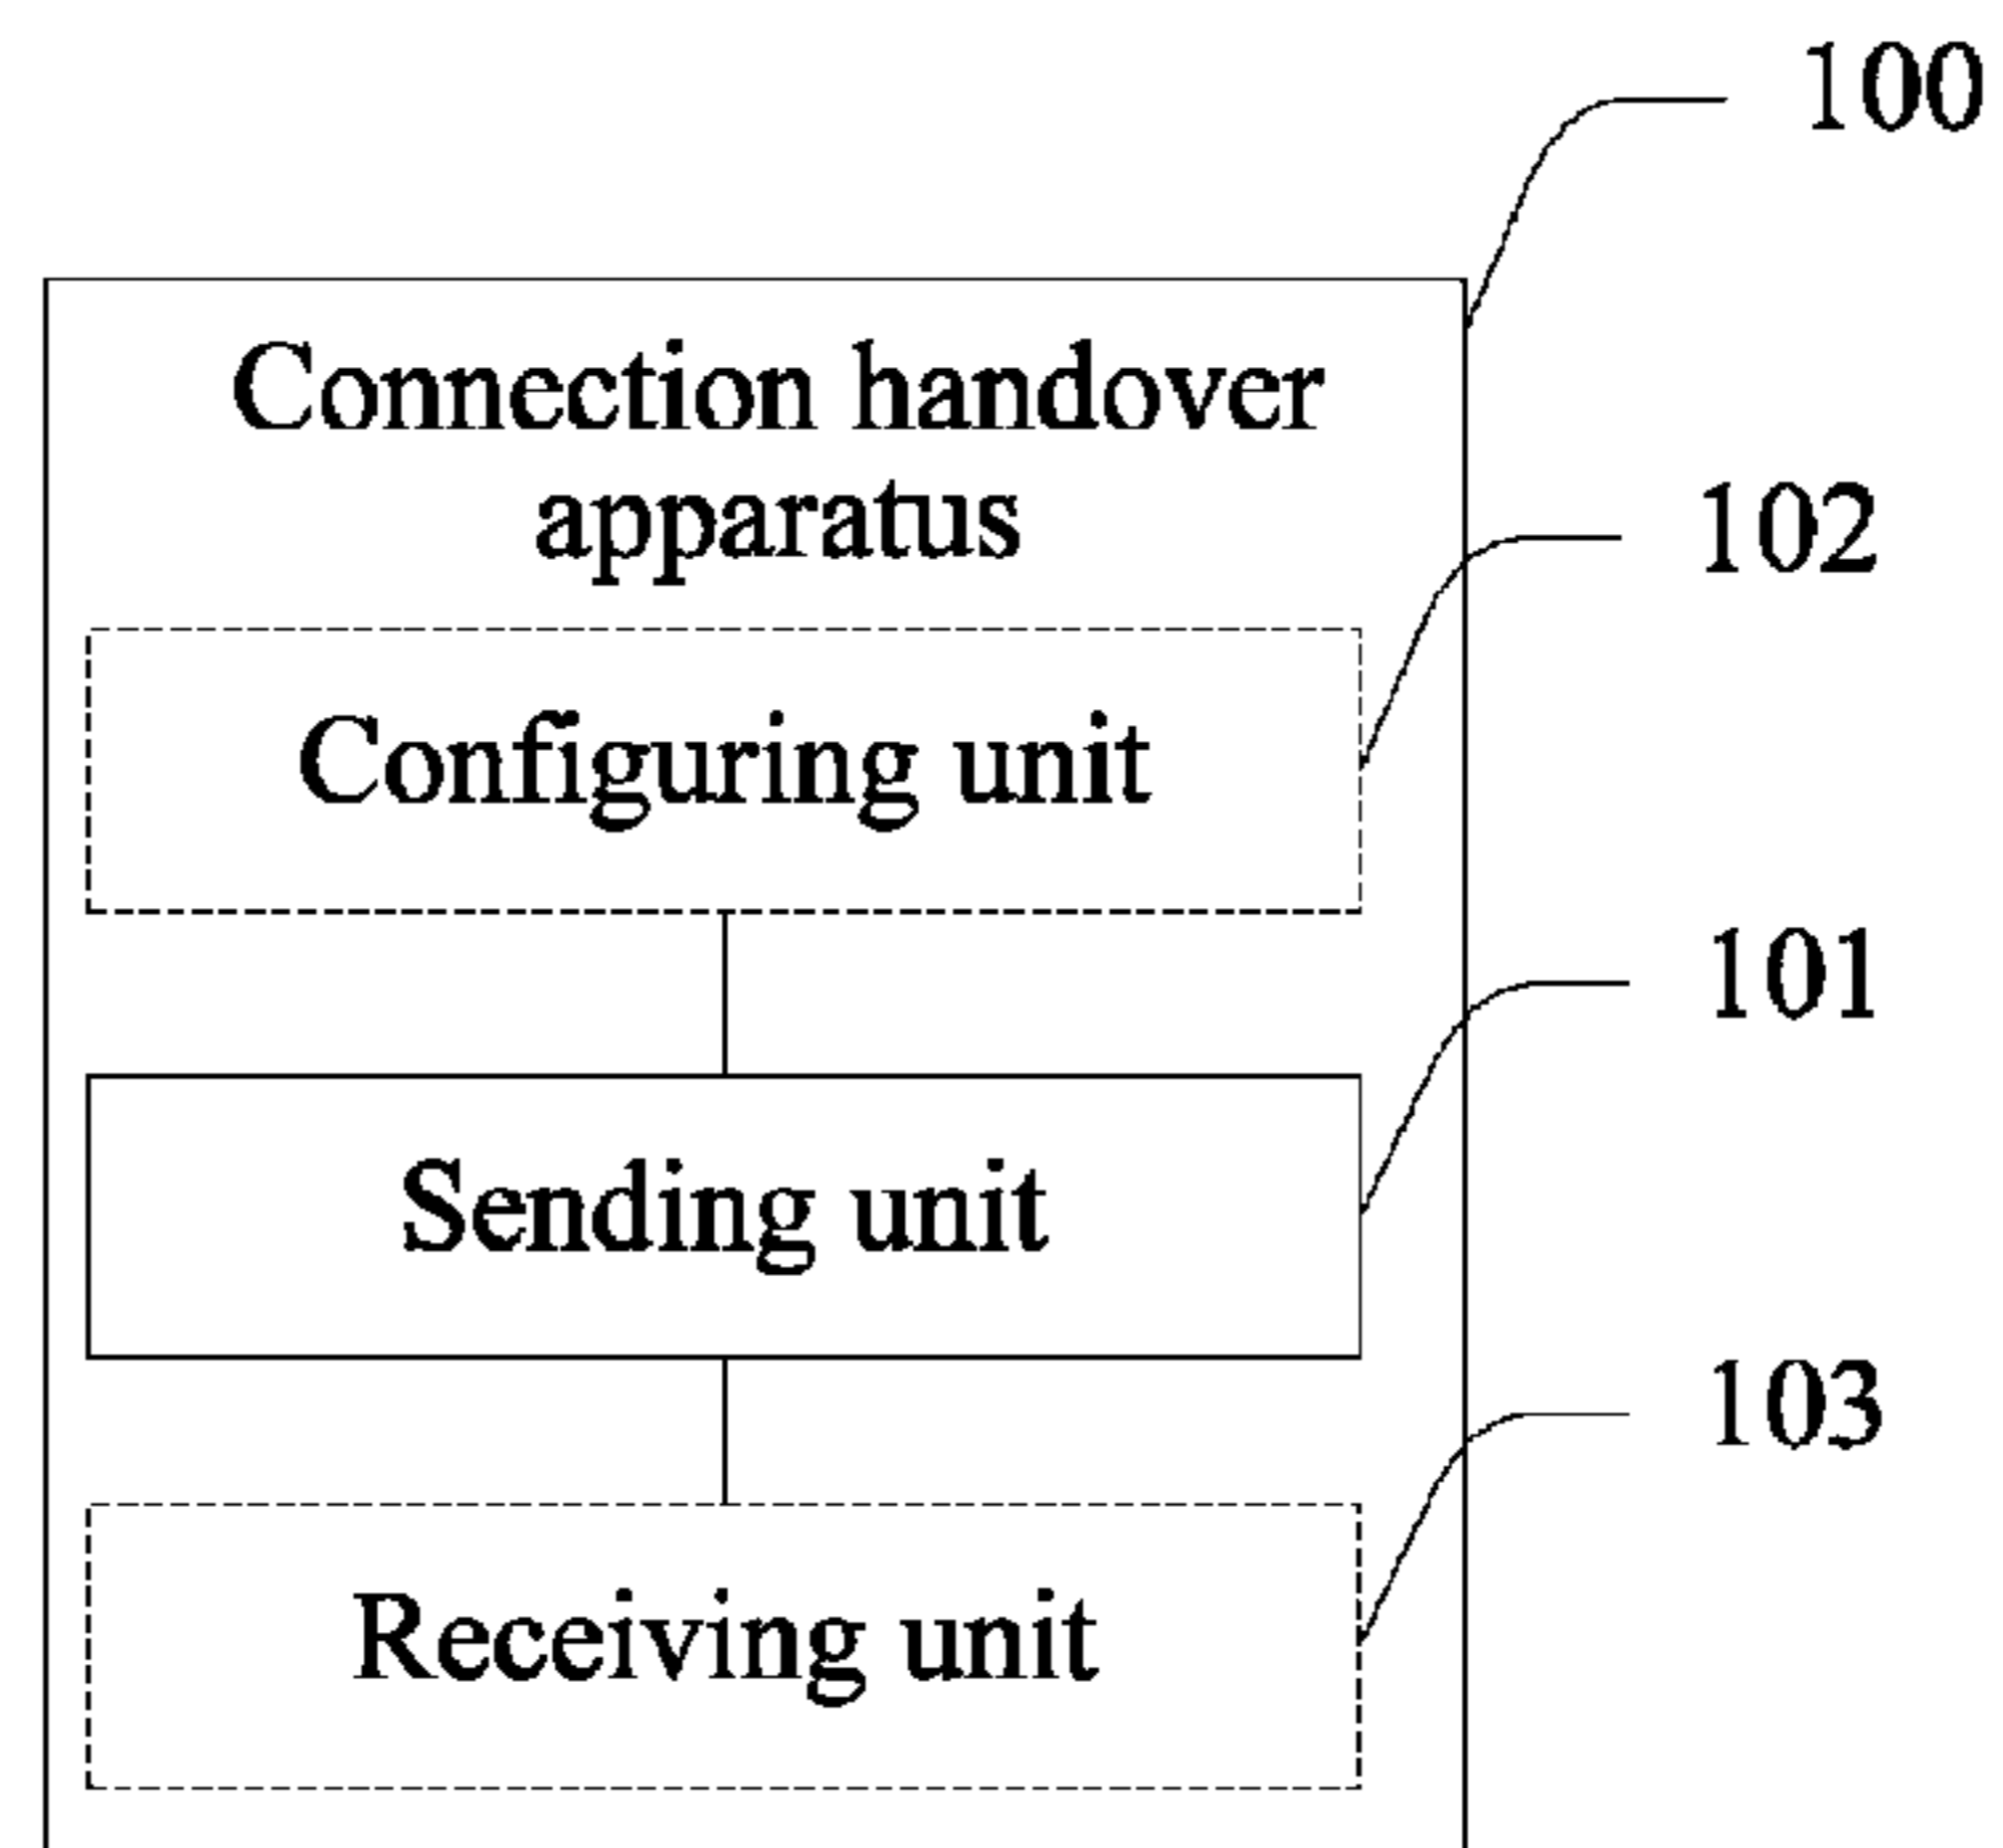 100
Connection handover
apparatus
102
Configuring unit
101
Sending unit
103
Receiving unit